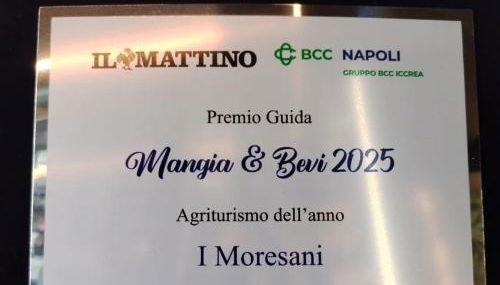 IL MATTINO BCC NAPOLI
GRUPPO BCC ICCREA
Premio Guida
Mangia & Bevi 2025
Agriturismo dell'anno
I Moresani